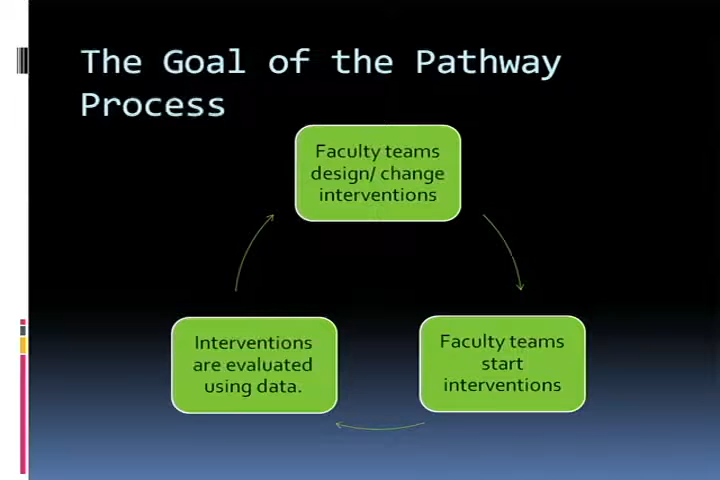 The Goal of the Pathway
Process
Faculty teams
design/ change
interventions
Interventions
are evaluated
using data.
Faculty teams
start
interventions